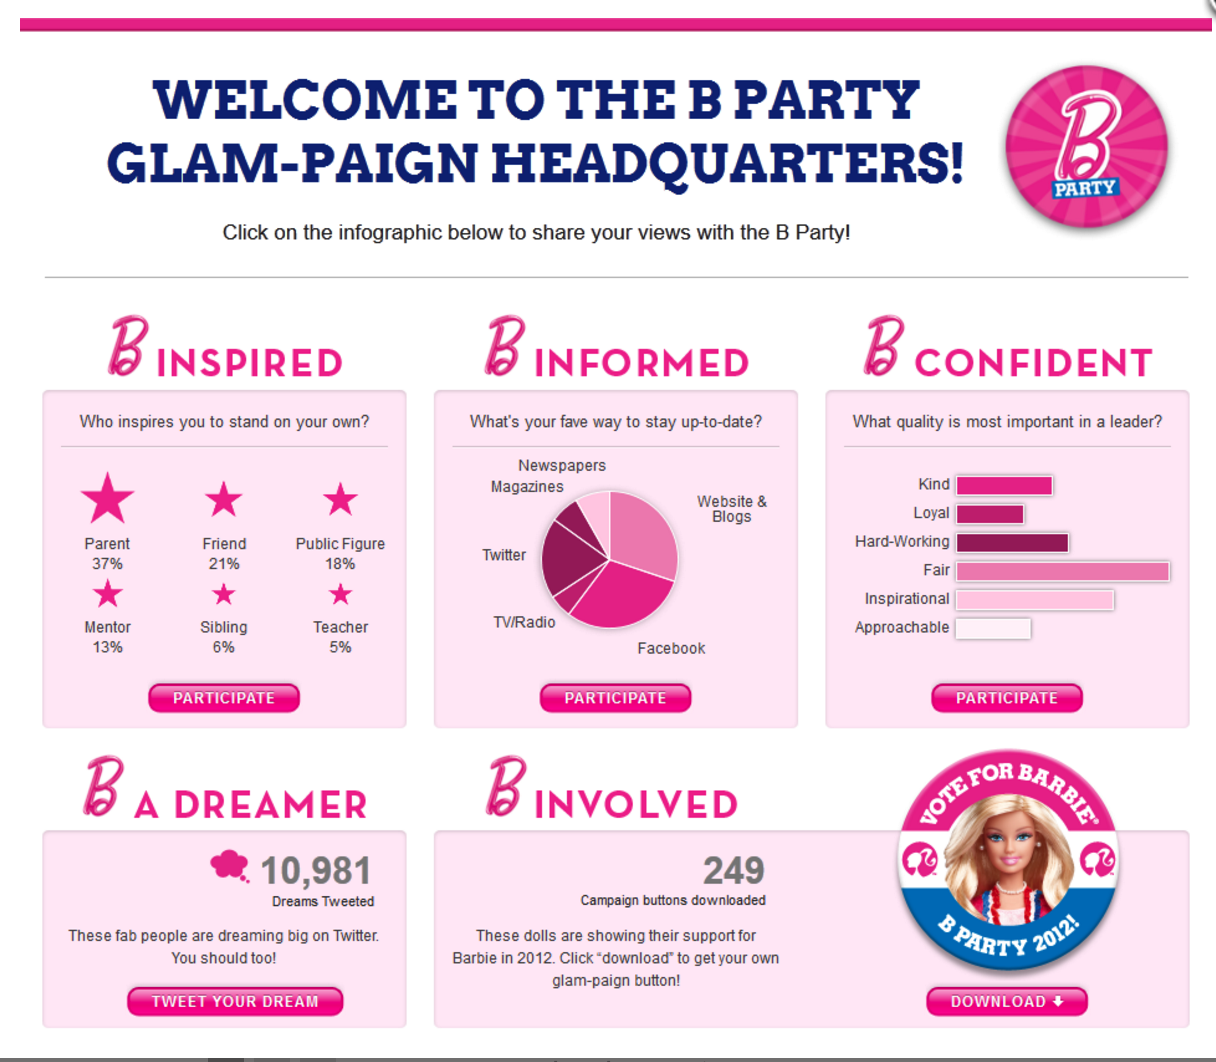 WELCOME TO THE B PARTY
GLAM-PAIGN HEADQUARTERS!
B
PARTY
Click on the infographic below to share your views with the B Party!
B INSPIRED
Who inspires you to stand on your own?
Parent
37%
Friend
21%
Public Figure
18%
Mentor
13%
Sibling
6%
Teacher
5%
PARTICIPATE
B INFORMED
What's your fave way to stay up-to-date?
Newspapers
Magazines
Website &
Blogs
Twitter
TV/Radio
Facebook
PARTICIPATE
B CONFIDENT
What quality is most important in a leader?
Kind
Loyal
Hard-Working
Fair
Inspirational
Approachable
PARTICIPATE
B A DREAMER
10,981
Dreams Tweeted
These fab people are dreaming big on Twitter.
You should too!
TWEET YOUR DREAM
B INVOLVED
249
Campaign buttons downloaded
These dolls are showing their support for
Barbie in 2012. Click “download” to get your own
glam-paign button!
VOTE FOR BARBIE®
B PARTY 2012!
DOWNLOAD